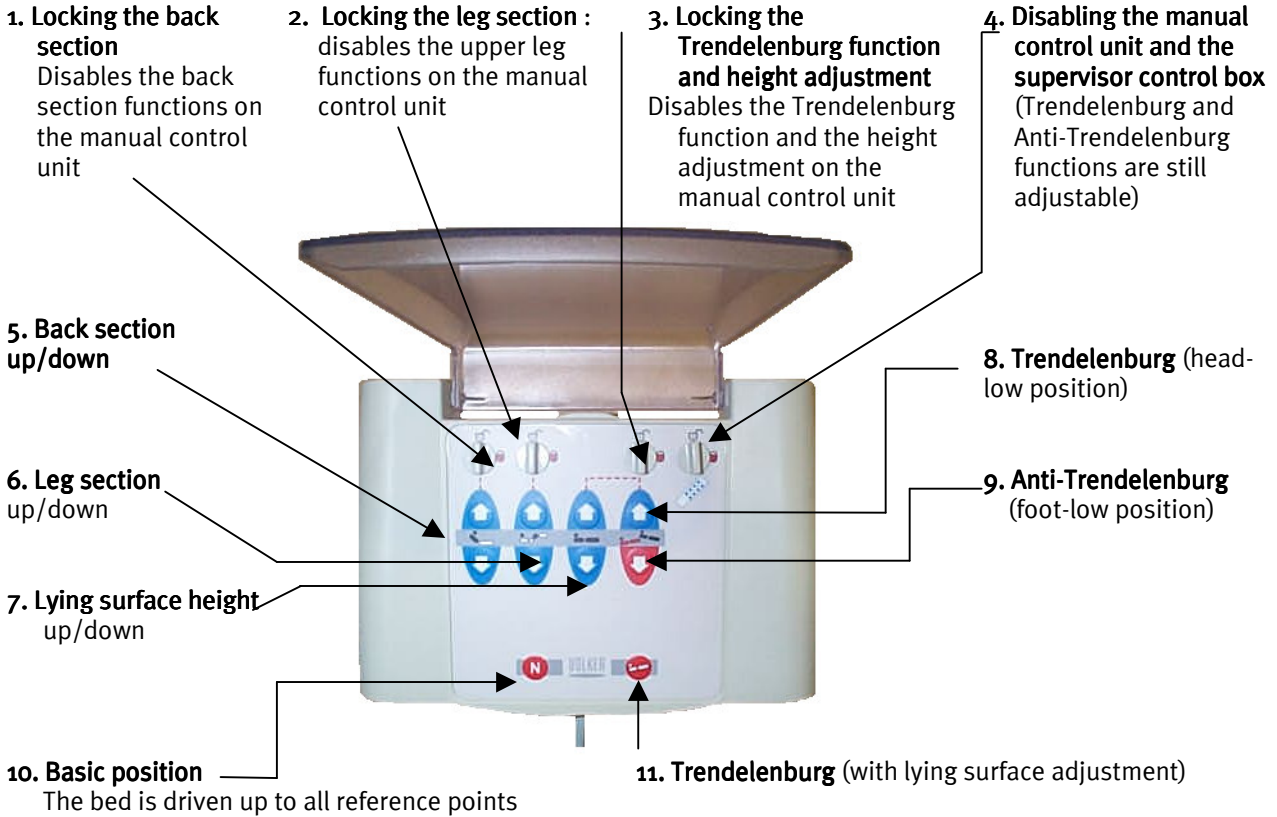 1. Locking the back
section
Disables the back
section functions on
the manual control
unit
2. Locking the leg section :
disables the upper leg
functions on the manual
control unit
3. Locking the
Trendelenburg function
and height adjustment
Disables the Trendelenburg
function and the height
adjustment on the
manual control unit
4. Disabling the manual
control unit and the
supervisor control box
(Trendelenburg and
Anti-Trendelenburg
functions are still
adjustable)
5. Back section
up/down
6. Leg section
up/down
7. Lying surface height
up/down
8. Trendelenburg (head-
low position)
9. Anti-Trendelenburg
(foot-low position)
N VÖLKER
10. Basic position
The bed is driven up to all reference points
11. Trendelenburg (with lying surface adjustment)